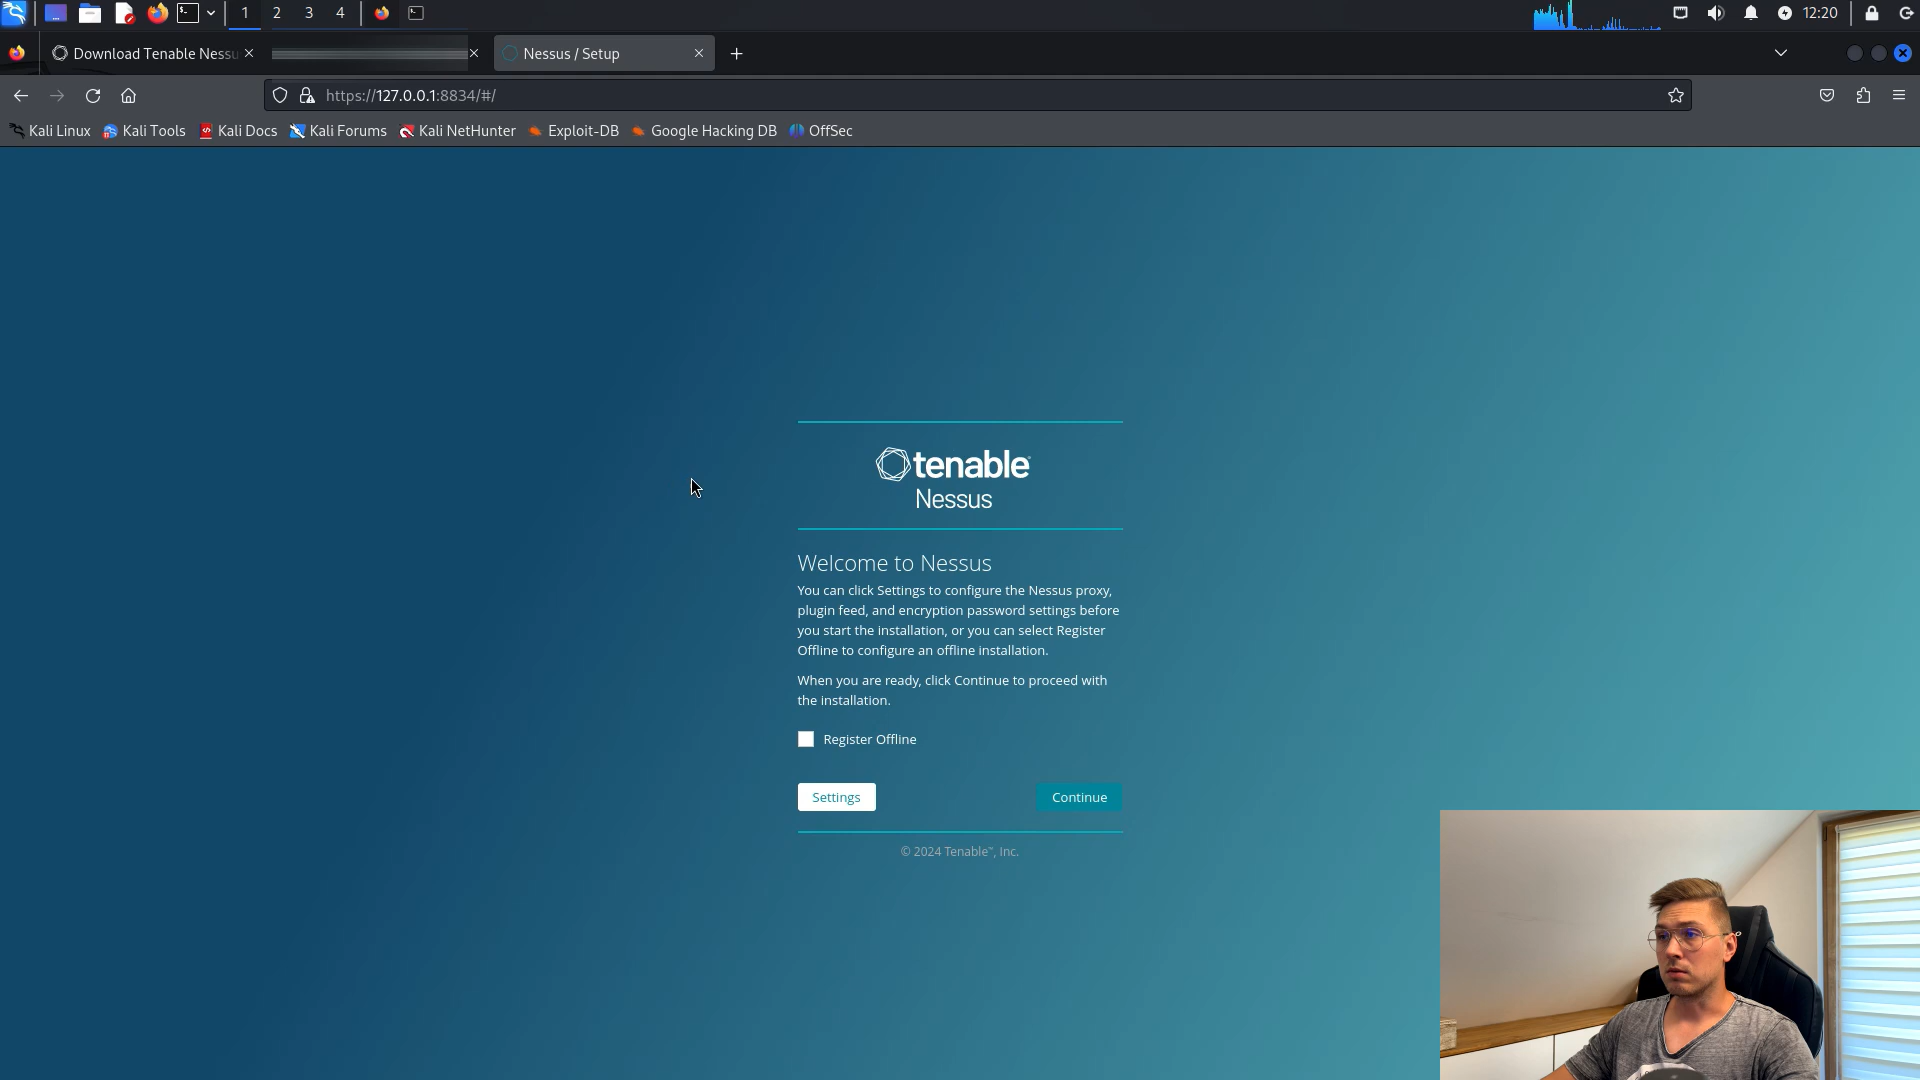 1 2 3 4 12:20
Download Tenable Nessu Nessus / Setup
https://127.0.0.1:8834/#/
Kali Linux Kali Tools Kali Docs Kali Forums Kali NetHunter Exploit-DB Google Hacking DB OffSec
tenable
Nessus
Welcome to Nessus
You can click Settings to configure the Nessus proxy,
plugin feed, and encryption password settings before
you start the installation, or you can select Register
Offline to configure an offline installation.
When you are ready, click Continue to proceed with
the installation.
Register Offline
Settings Continue
© 2024 Tenable™, Inc.